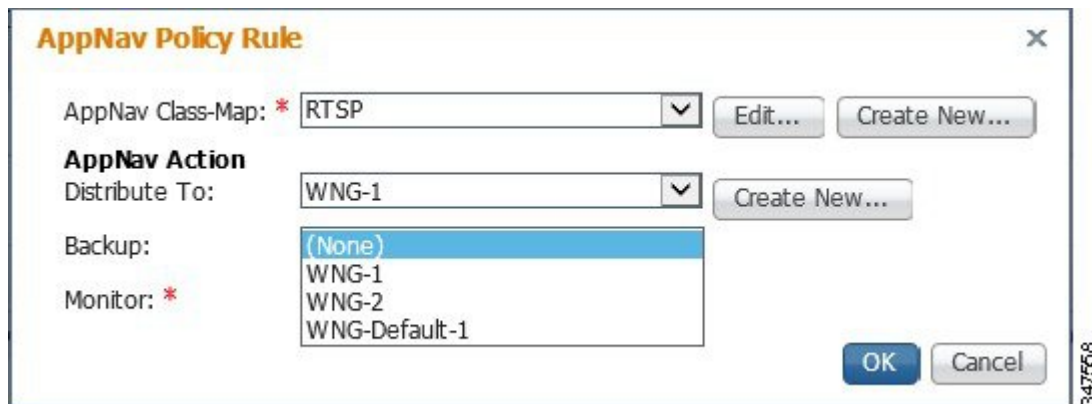 AppNav Policy Rule ×
AppNav Class-Map: * RTSP Edit... Create New...
AppNav Action
Distribute To: WNG-1 Create New...
Backup: (None)
WNG-1
Monitor: * WNG-2
WNG-Default-1
OK Cancel
347558